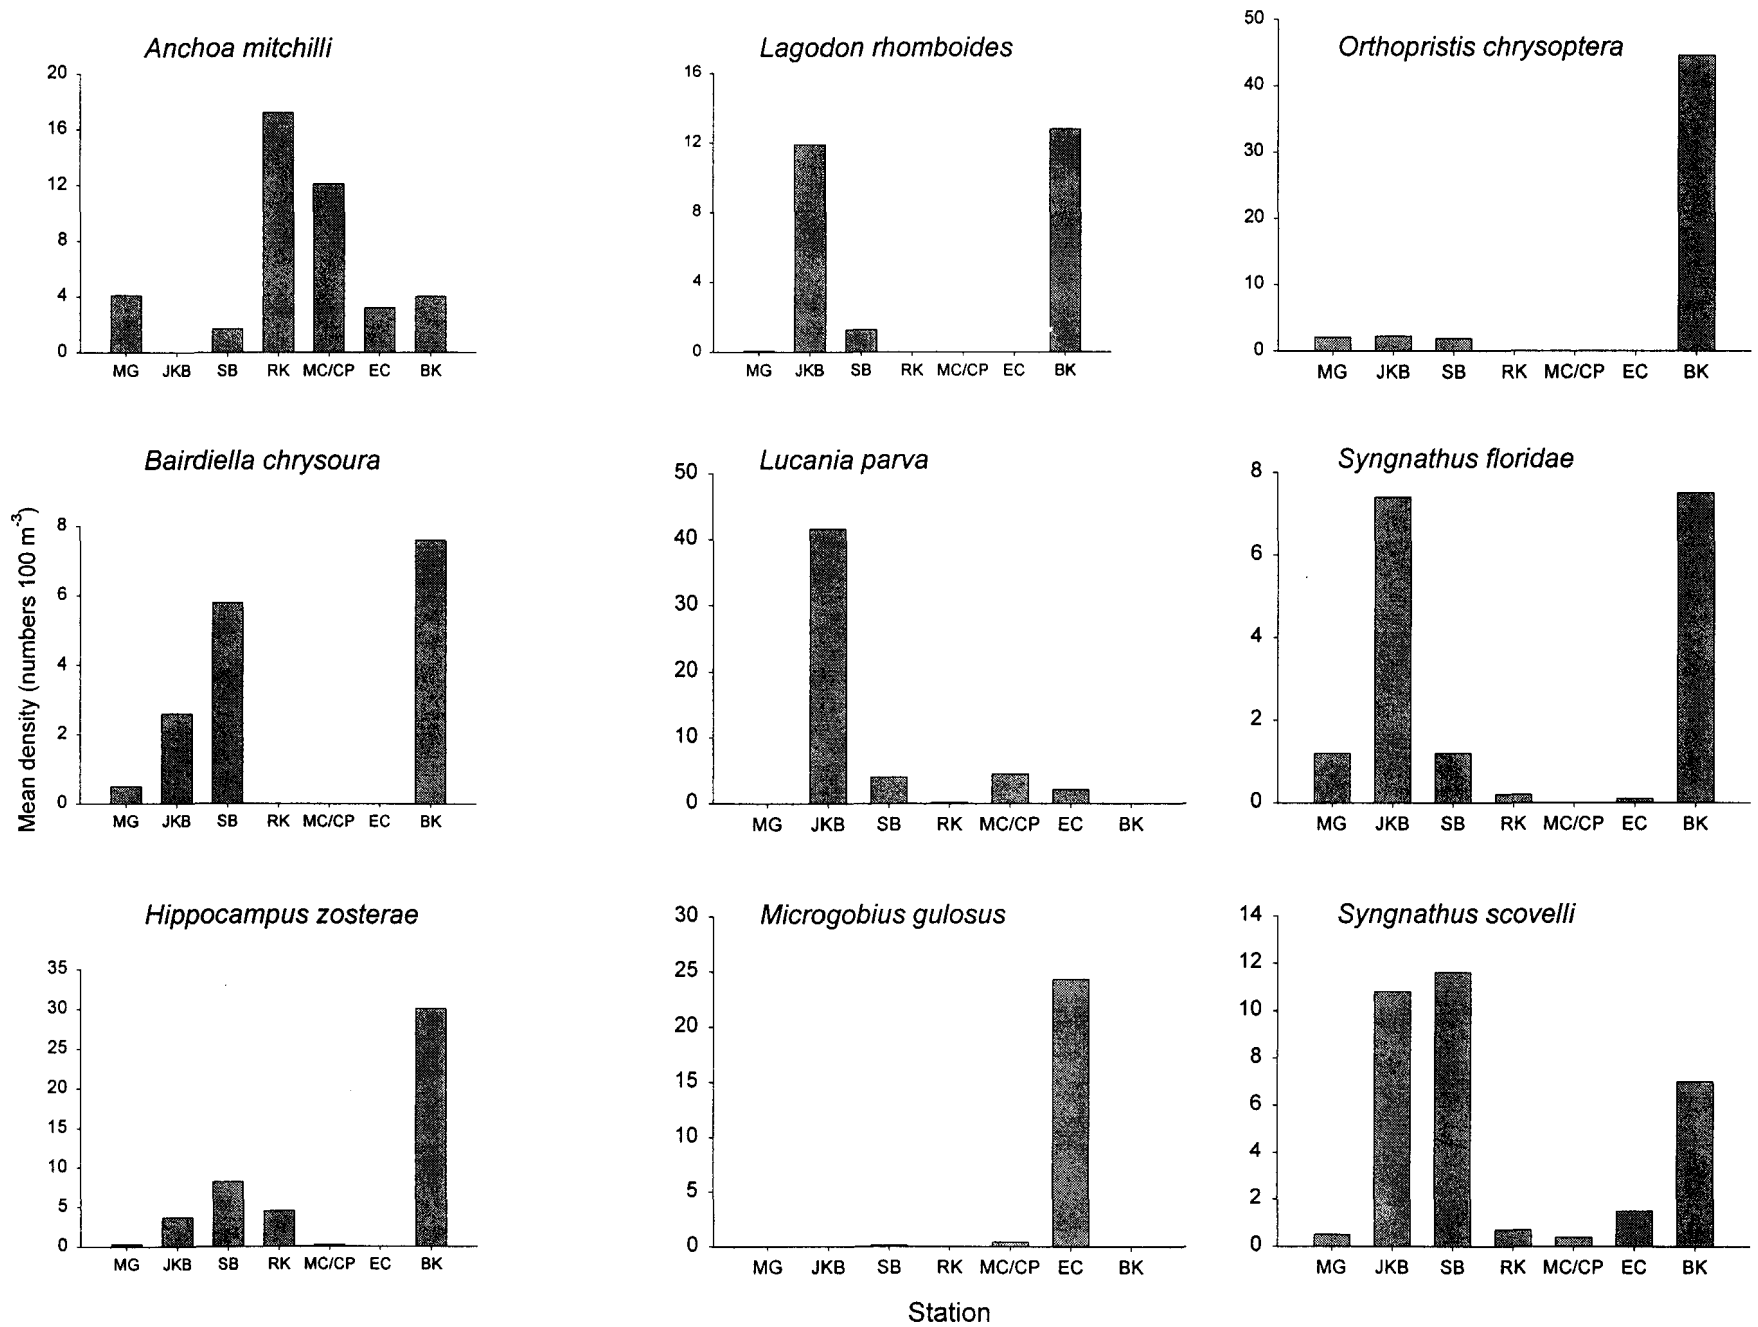 Anchoa mitchilli
20
16
12
8
4
0
MG JKB SB RK MC/CP EC BK
Lagodon rhomboides
16
12
8
4
0
MG JKB SB RK MC/CP EC BK
Orthopristis chrysoptera
50
40
30
20
10
0
MG JKB SB RK MC/CP EC BK
Mean density (numbers 100 m-3)
Bairdiella chrysoura
8
6
4
2
0
MG JKB SB RK MC/CP EC BK
Lucania parva
50
40
30
20
10
0
MG JKB SB RK MC/CP EC BK
Syngnathus floridae
8
6
4
2
0
MG JKB SB RK MC/CP EC BK
Hippocampus zosterae
35
30
25
20
15
10
5
0
MG JKB SB RK MC/CP EC BK
Microgobius gulosus
30
25
20
15
10
5
0
MG JKB SB RK MC/CP EC BK
Syngnathus scovelli
14
12
10
8
6
4
2
0
MG JKB SB RK MC/CP EC BK
Station